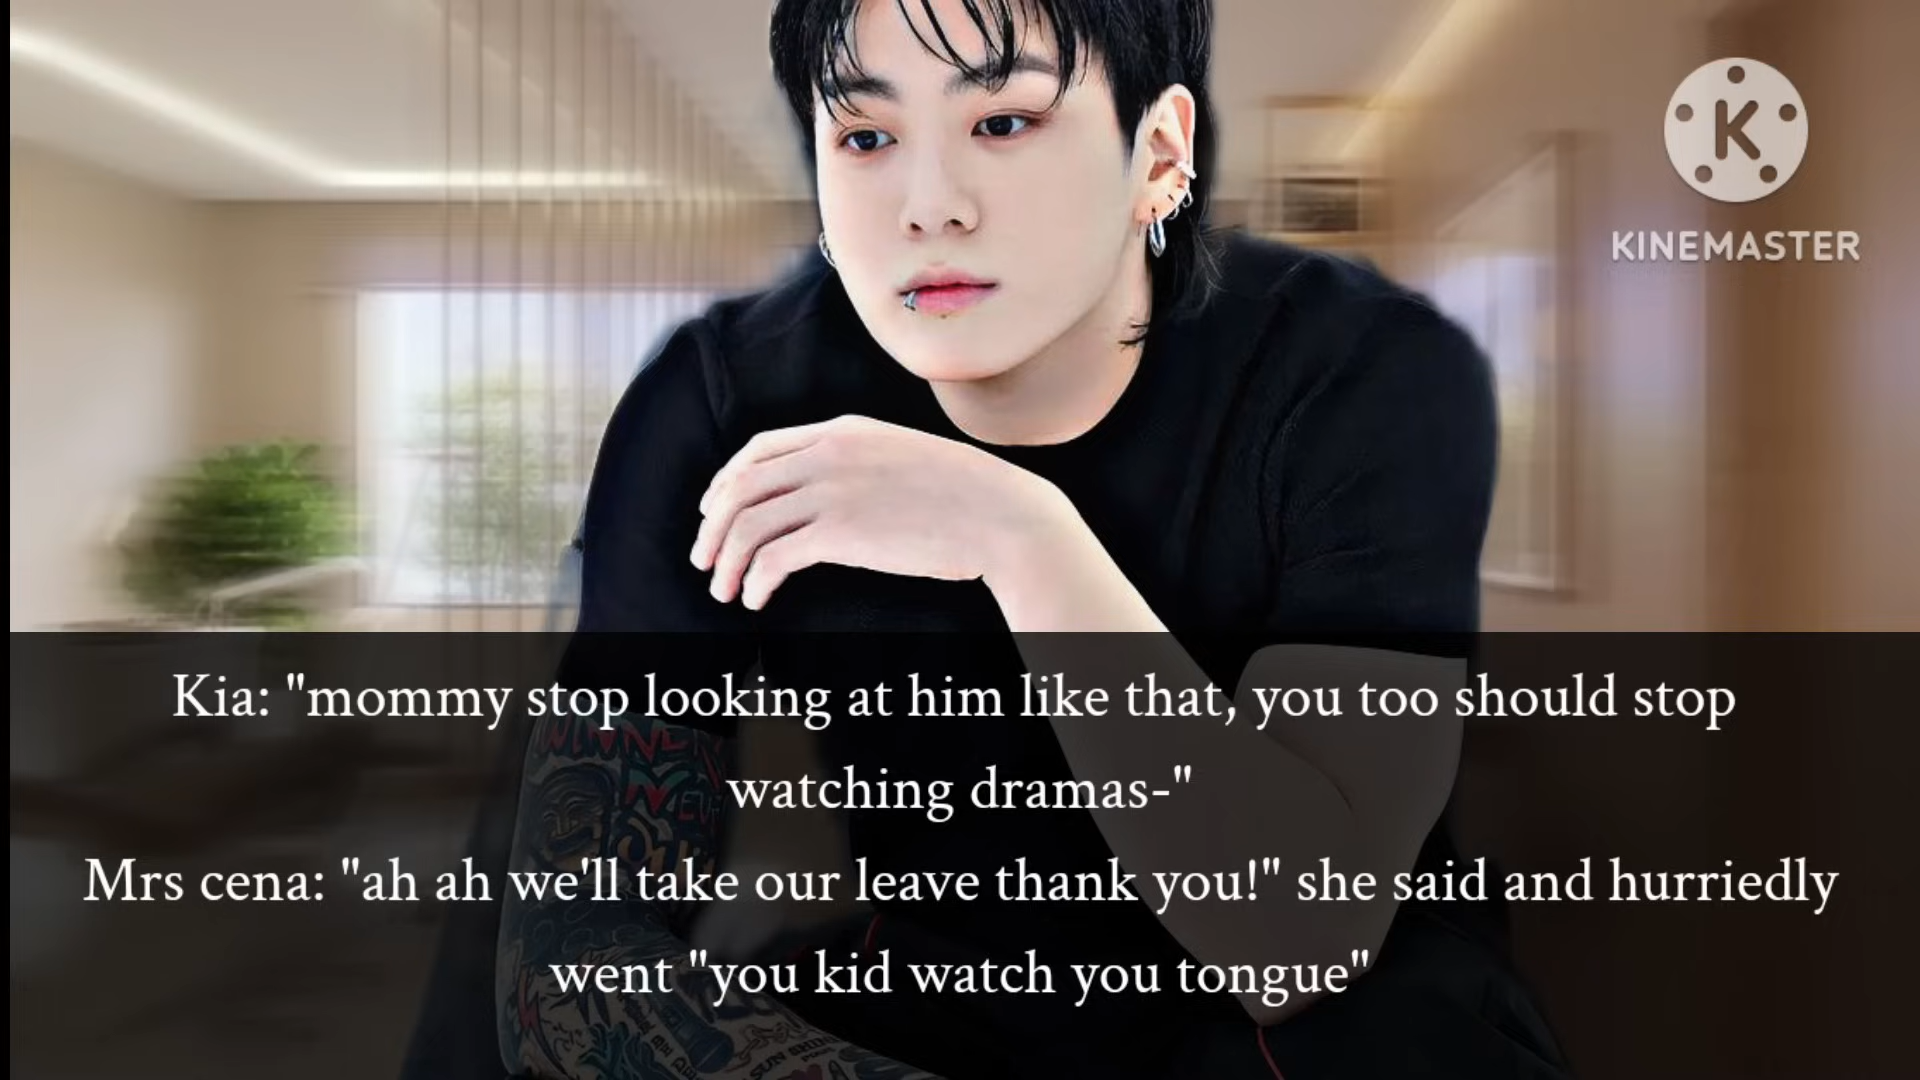 KINEMASTER
Kia: "mommy stop looking at him like that, you too should stop
watching dramas-"
Mrs cena: "ah ah we'll take our leave thank you!" she said and hurriedly
went "you kid watch you tongue"